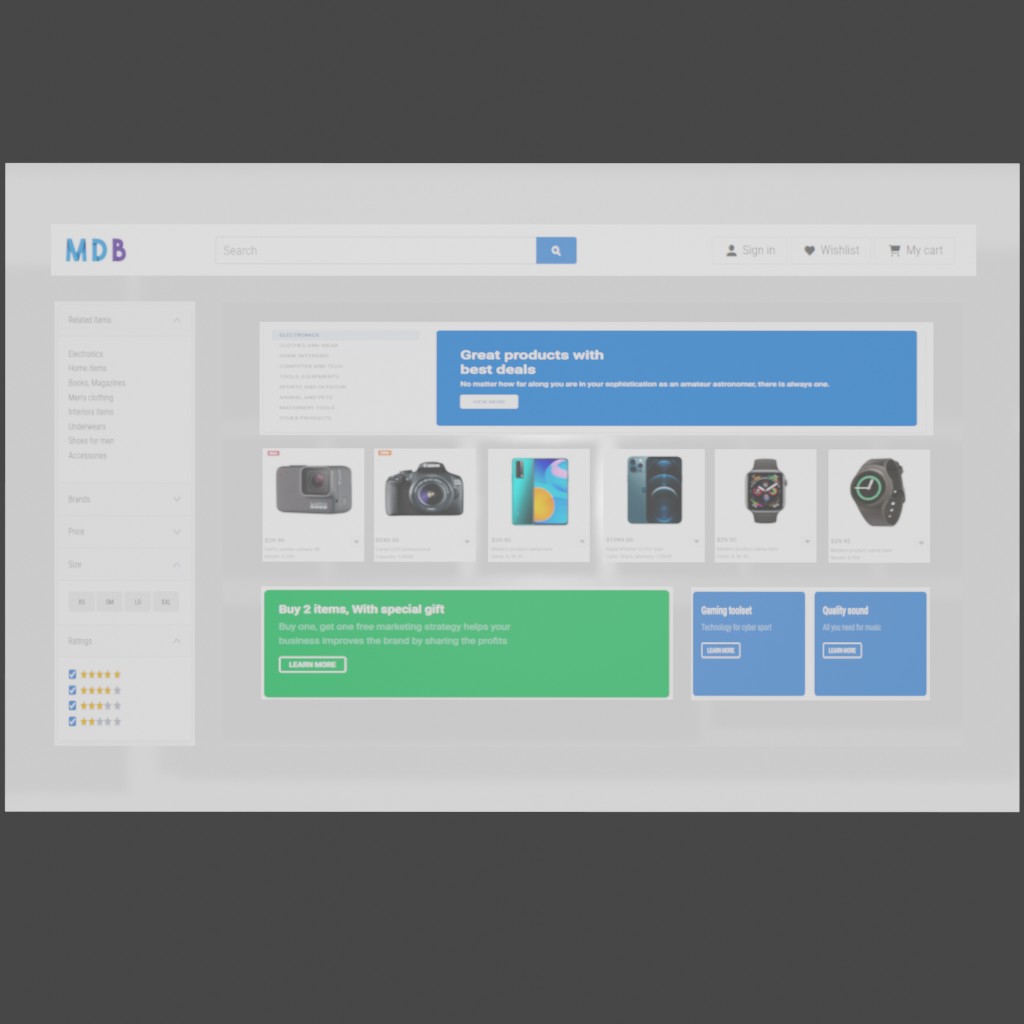 MDB
Search
Sign in
Wishlist
My cart
Related items
Electronics
Home items
Books, Magazines
Men's clothing
Interiors items
Underwears
Shoes for men
Accessories
Brands
Price
Size
XS SM LG XXL
Ratings
ELECTRONICS
CLOTHES AND WEAR
HOME INTERIORS
COMPUTER AND TECH
TOOLS, EQUIPMENTS
SPORTS AND OUTDOOR
ANIMAL AND PETS
MACHINERY TOOLS
OTHER PRODUCTS
Great products with
best deals
No matter how far along you are in your sophistication as an amateur astronomer, there is always one.
VIEW MORE
$29.95
Buy 2 items, With special gift
Buy one, get one free marketing strategy helps your
business improves the brand by sharing the profits
LEARN MORE
Gaming toolset
Technology for cyber sport
LEARN MORE
Quality sound
All you need for music
LEARN MORE